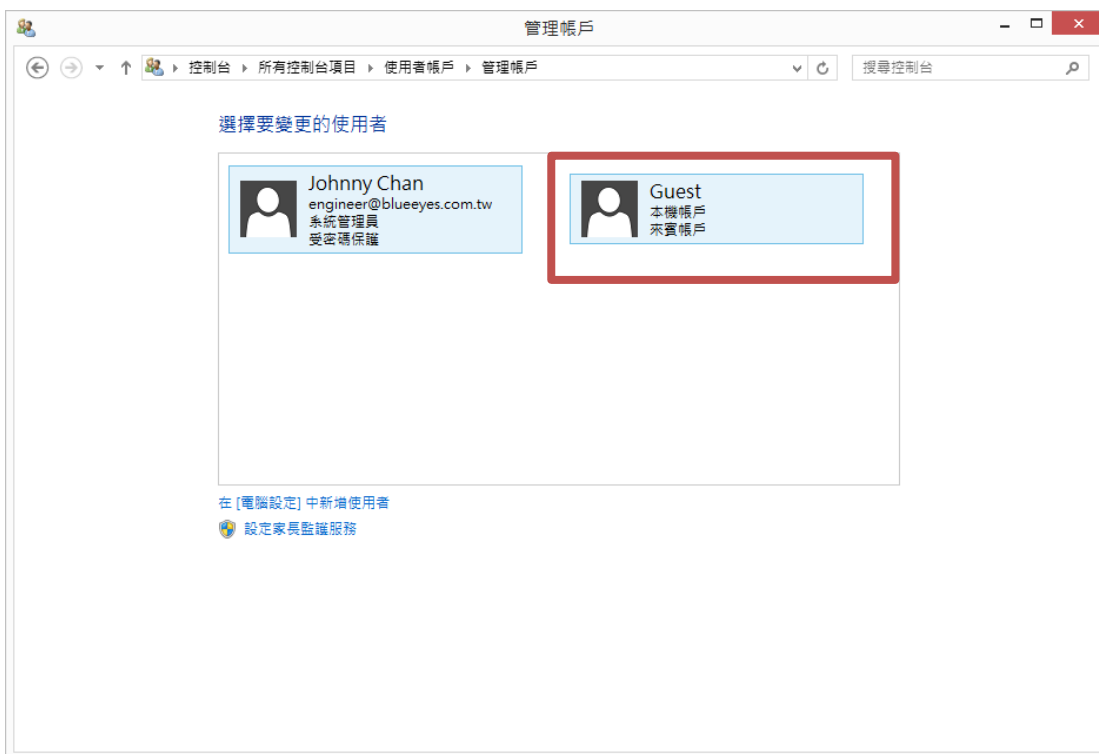 管理帳戶
控制台 ▸ 所有控制台項目 ▸ 使用者帳戶 ▸ 管理帳戶
搜尋控制台
選擇要變更的使用者
Johnny Chan
engineer@blueeyes.com.tw
系統管理員
受密碼保護
Guest
本機帳戶
來賓帳戶
在 [電腦設定] 中新增使用者
設定家長監護服務